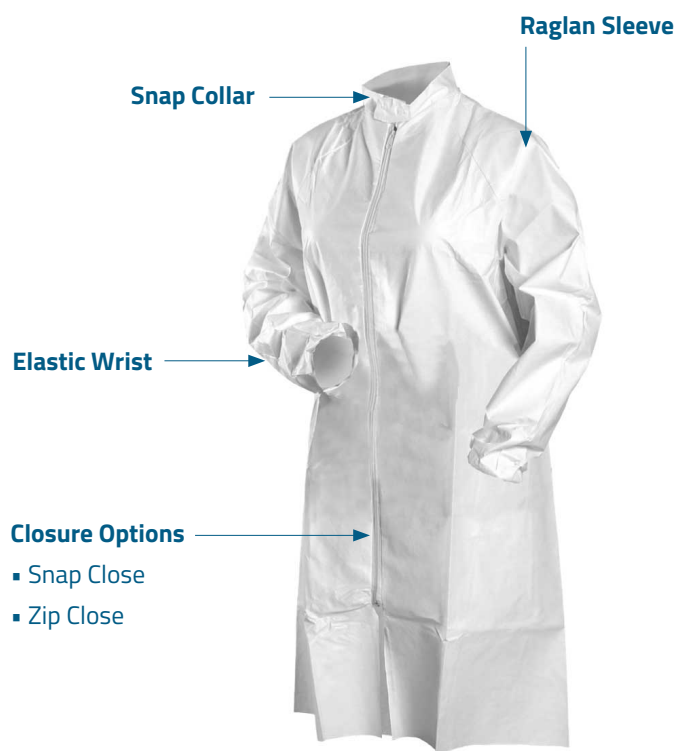 Raglan Sleeve
Snap Collar
Elastic Wrist
Closure Options
▪ Snap Close
▪ Zip Close